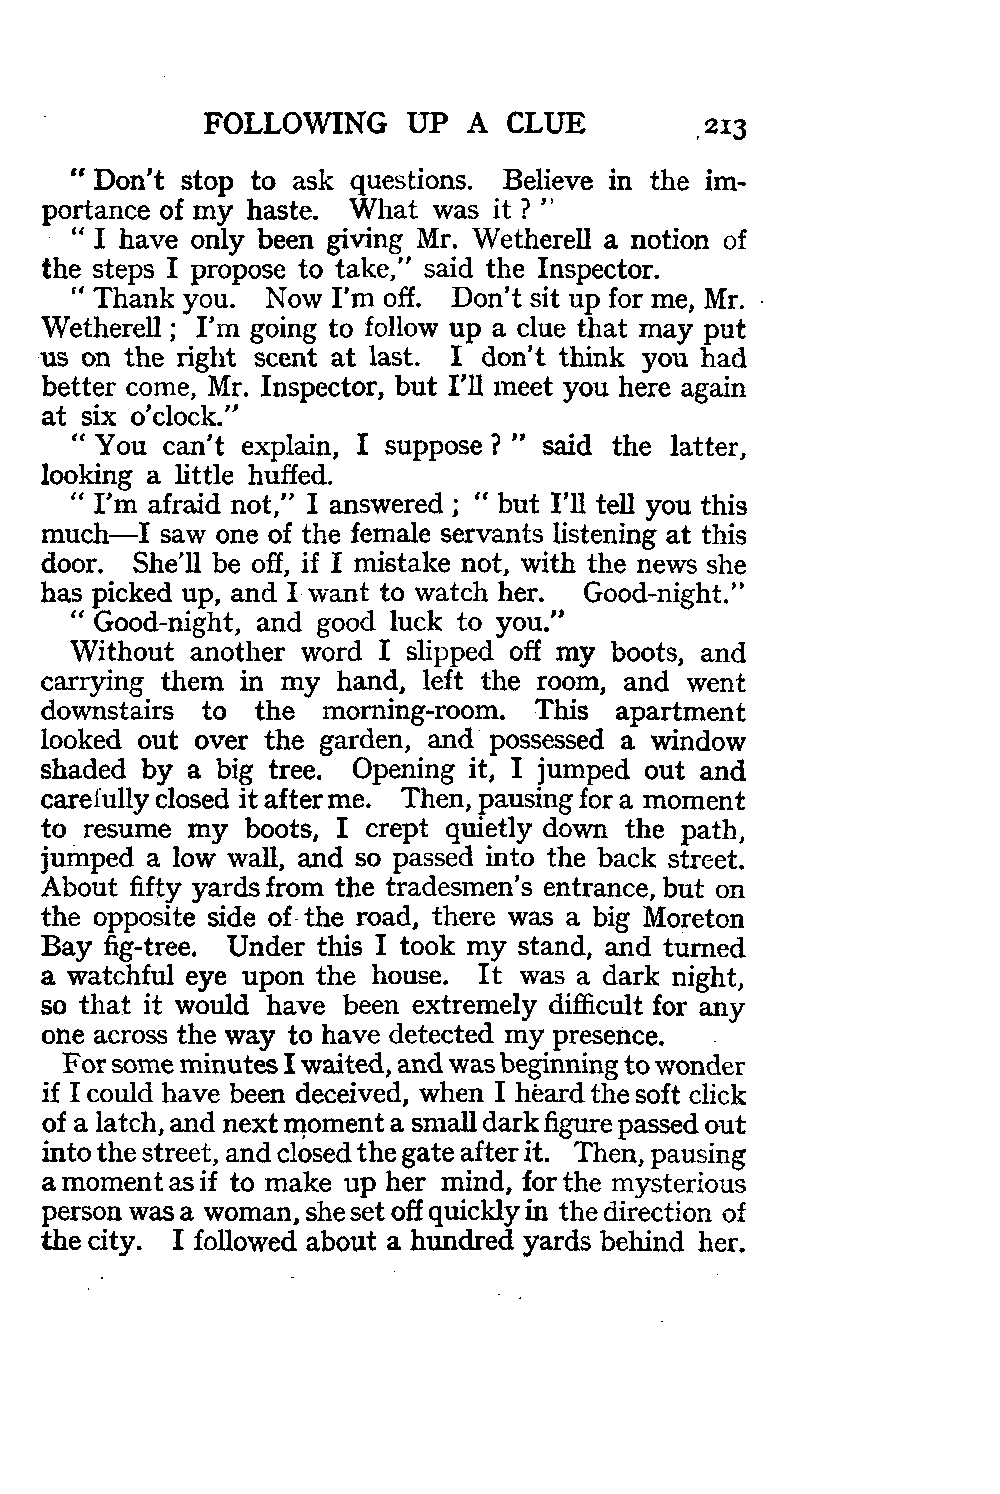 FOLLOWING UP A CLUE 213
" Don't stop to ask questions. Believe in the im-
portance of my haste. What was it ? "
" I have only been giving Mr. Wetherell a notion of
the steps I propose to take," said the Inspector.
" Thank you. Now I'm off. Don't sit up for me, Mr.
Wetherell ; I'm going to follow up a clue that may put
us on the right scent at last. I don't think you had
better come, Mr. Inspector, but I'll meet you here again
at six o'clock."
" You can't explain, I suppose ? " said the latter,
looking a little huffed.
" I'm afraid not," I answered ; " but I'll tell you this
much—I saw one of the female servants listening at this
door. She'll be off, if I mistake not, with the news she
has picked up, and I want to watch her. Good-night."
" Good-night, and good luck to you."
Without another word I slipped off my boots, and
carrying them in my hand, left the room, and went
downstairs to the morning-room. This apartment
looked out over the garden, and possessed a window
shaded by a big tree. Opening it, I jumped out and
carefully closed it after me. Then, pausing for a moment
to resume my boots, I crept quietly down the path,
jumped a low wall, and so passed into the back street.
About fifty yards from the tradesmen's entrance, but on
the opposite side of the road, there was a big Moreton
Bay fig-tree. Under this I took my stand, and turned
a watchful eye upon the house. It was a dark night,
so that it would have been extremely difficult for any
one across the way to have detected my presence.
For some minutes I waited, and was beginning to wonder
if I could have been deceived, when I heard the soft click
of a latch, and next moment a small dark figure passed out
into the street, and closed the gate after it. Then, pausing
a moment as if to make up her mind, for the mysterious
person was a woman, she set off quickly in the direction of
the city. I followed about a hundred yards behind her.